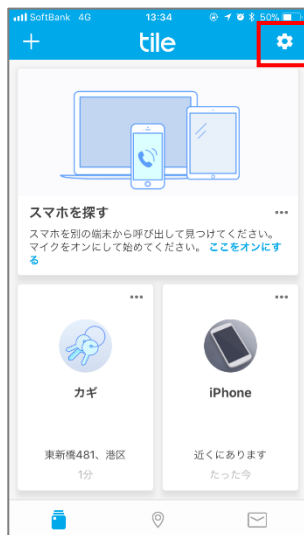 SoftBank 4G 13:34 50%
tile
スマホを探す
スマホを別の端末から呼び出して見つけてください。
マイクをオンにして始めてください。 ここをオンにす
る
カギ iPhone
東新橋481、港区 近くにあります
1分 たった今